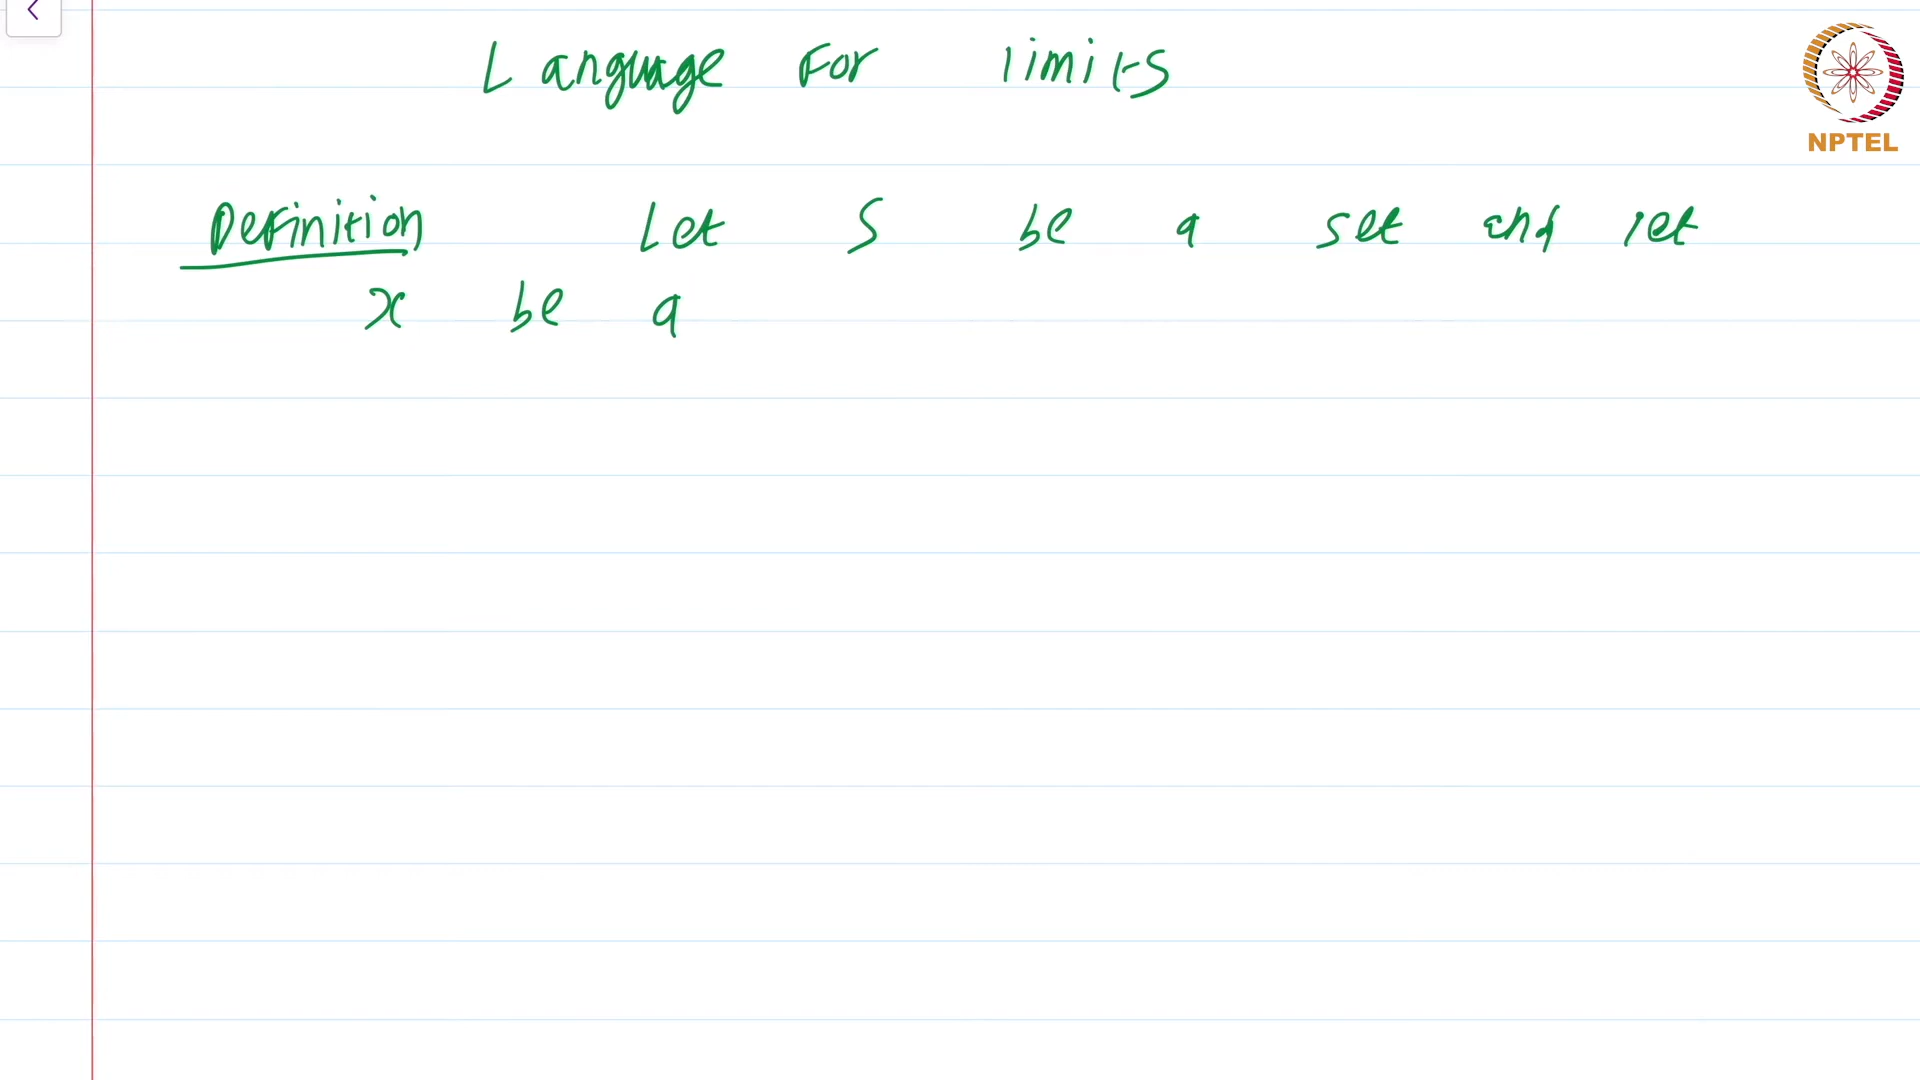 Language For limits
NPTEL
Definition Let S be a set and let
x be a